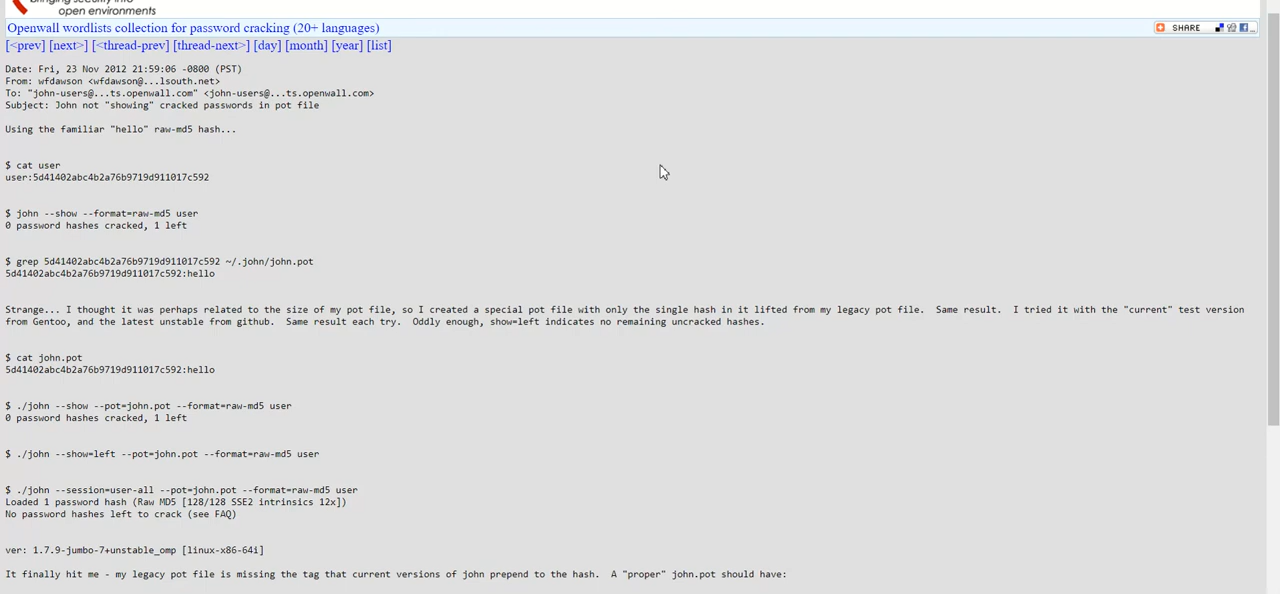 bringing security into
open environments
Openwall wordlists collection for password cracking (20+ languages)
SHARE
[<prev] [next>] [<thread-prev] [thread-next>] [day] [month] [year] [list]
Date: Fri, 23 Nov 2012 21:59:06 -0800 (PST)
From: wfdawson <wfdawson@...lsouth.net>
To: "john-users@...ts.openwall.com" <john-users@...ts.openwall.com>
Subject: John not "showing" cracked passwords in pot file
Using the familiar "hello" raw-md5 hash...
$ cat user
user:5d41402abc4b2a76b9719d911017c592
$ john --show --format=raw-md5 user
0 password hashes cracked, 1 left
$ grep 5d41402abc4b2a76b9719d911017c592 ~/.john/john.pot
5d41402abc4b2a76b9719d911017c592:hello
Strange... I thought it was perhaps related to the size of my pot file, so I created a special pot file with only the single hash in it lifted from my legacy pot file.  Same result.  I tried it with the "current" test version
from Gentoo, and the latest unstable from github.  Same result each try.  Oddly enough, show=left indicates no remaining uncracked hashes.
$ cat john.pot
5d41402abc4b2a76b9719d911017c592:hello
$ ./john --show --pot=john.pot --format=raw-md5 user
0 password hashes cracked, 1 left
$ ./john --show=left --pot=john.pot --format=raw-md5 user
$ ./john --session=user-all --pot=john.pot --format=raw-md5 user
Loaded 1 password hash (Raw MD5 [128/128 SSE2 intrinsics 12x])
No password hashes left to crack (see FAQ)
ver: 1.7.9-jumbo-7+unstable_omp [linux-x86-64i]
It finally hit me - my legacy pot file is missing the tag that current versions of john prepend to the hash.  A "proper" john.pot should have: